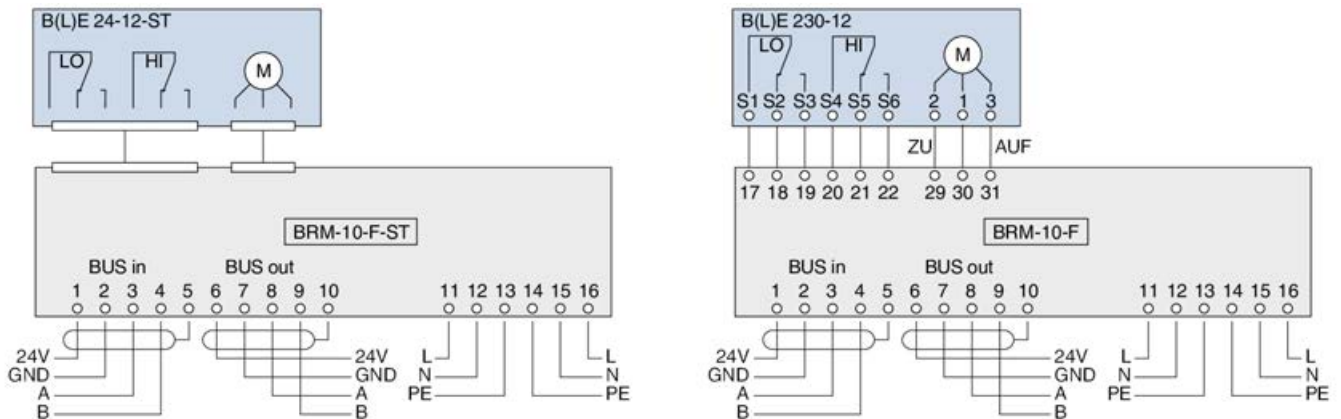 B(L)E 24-12-ST
LO HI M
BRM-10-F-ST
BUS in BUS out
1 2 3 4 5 6 7 8 9 10 11 12 13 14 15 16
24V 24V L L
GND GND N N
A A PE PE
B B
B(L)E 230-12
LO HI M
S1 S2 S3 S4 S5 S6 2 1 3
ZU AUF
17 18 19 20 21 22 29 30 31
BRM-10-F
BUS in BUS out
1 2 3 4 5 6 7 8 9 10 11 12 13 14 15 16
24V 24V L L
GND GND N N
A A PE PE
B B